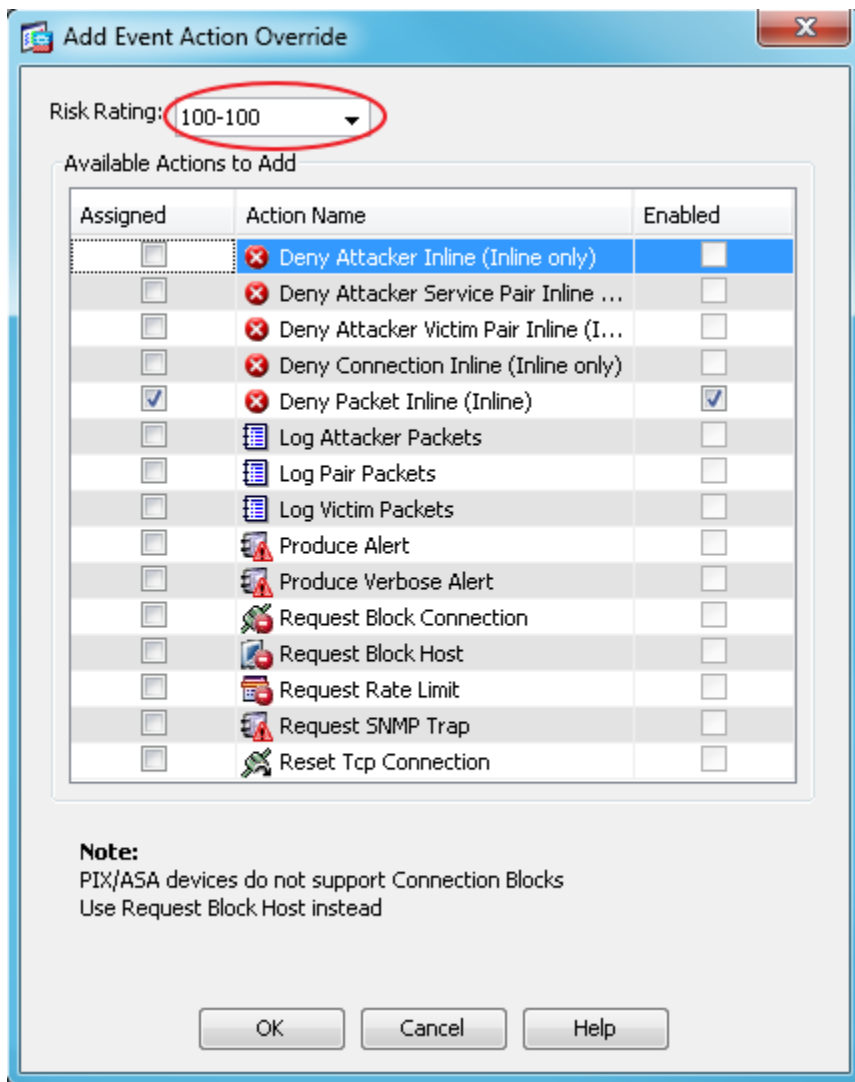 Add Event Action Override
Risk Rating: 100-100
Available Actions to Add
Assigned Action Name Enabled
Deny Attacker Inline (Inline only)
Deny Attacker Service Pair Inline ...
Deny Attacker Victim Pair Inline (I...
Deny Connection Inline (Inline only)
Deny Packet Inline (Inline)
Log Attacker Packets
Log Pair Packets
Log Victim Packets
Produce Alert
Produce Verbose Alert
Request Block Connection
Request Block Host
Request Rate Limit
Request SNMP Trap
Reset Tcp Connection
Note:
PIX/ASA devices do not support Connection Blocks
Use Request Block Host instead
OK Cancel Help